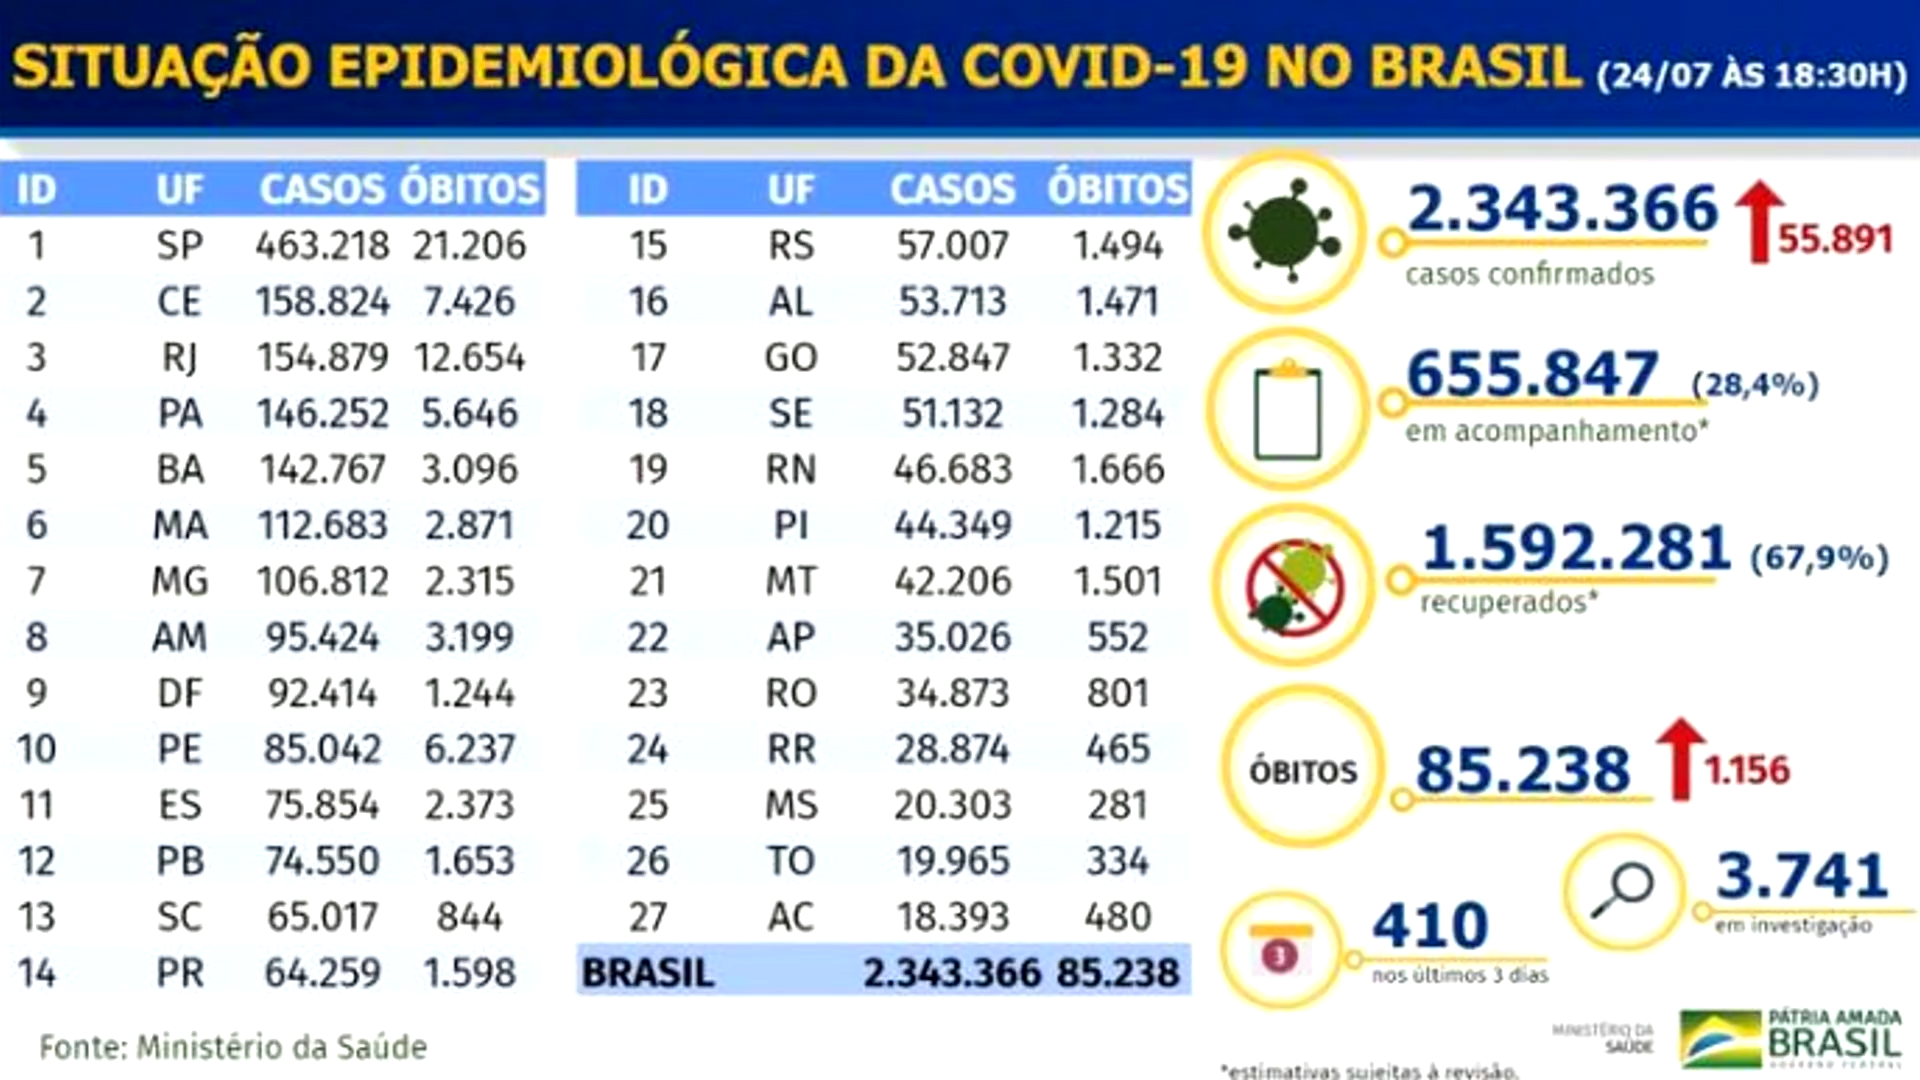 SITUAÇÃO EPIDEMIOLÓGICA DA COVID-19 NO BRASIL (24/07 ÀS 18:30H)
ID UF CASOS ÓBITOS
1 SP 463.218 21.206
2 CE 158.824 7.426
3 RJ 154.879 12.654
4 PA 146.252 5.646
5 BA 142.767 3.096
6 MA 112.683 2.871
7 MG 106.812 2.315
8 AM 95.424 3.199
9 DF 92.414 1.244
10 PE 85.042 6.237
11 ES 75.854 2.373
12 PB 74.550 1.653
13 SC 65.017 844
14 PR 64.259 1.598
ID UF CASOS ÓBITOS
15 RS 57.007 1.494
16 AL 53.713 1.471
17 GO 52.847 1.332
18 SE 51.132 1.284
19 RN 46.683 1.666
20 PI 44.349 1.215
21 MT 42.206 1.501
22 AP 35.026 552
23 RO 34.873 801
24 RR 28.874 465
25 MS 20.303 281
26 TO 19.965 334
27 AC 18.393 480
BRASIL 2.343.366 85.238
2.343.366 55.891
casos confirmados
655.847 (28,4%)
em acompanhamento*
1.592.281 (67,9%)
recuperados*
ÓBITOS 85.238 1.156
3.741
em investigação
3 410
nos últimos 3 dias
Fonte: Ministério da Saúde
MINISTÉRIO DA
SAÚDE
PÁTRIA AMADA
BRASIL
GOVERNO FEDERAL
*estimativas sujeitas à revisão.